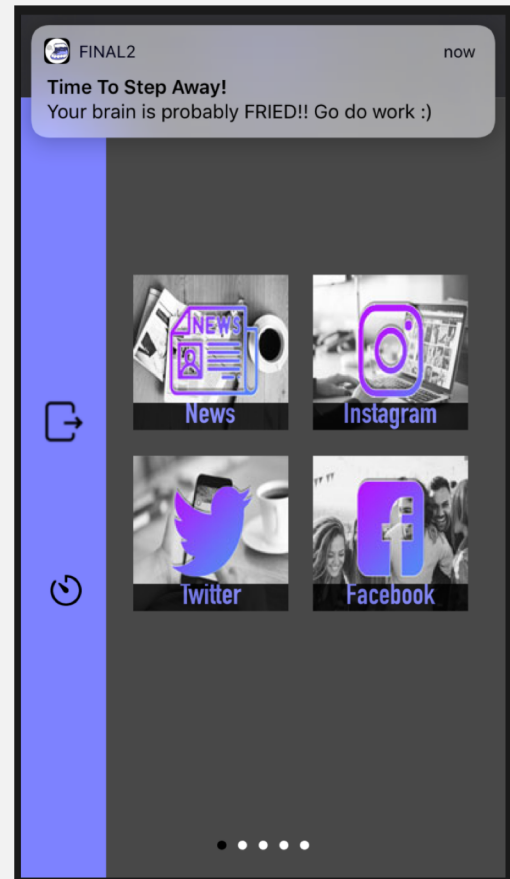 FINAL2 now
Time To Step Away!
Your brain is probably FRIED!! Go do work :)
NEWS
News
Instagram
Twitter
Facebook